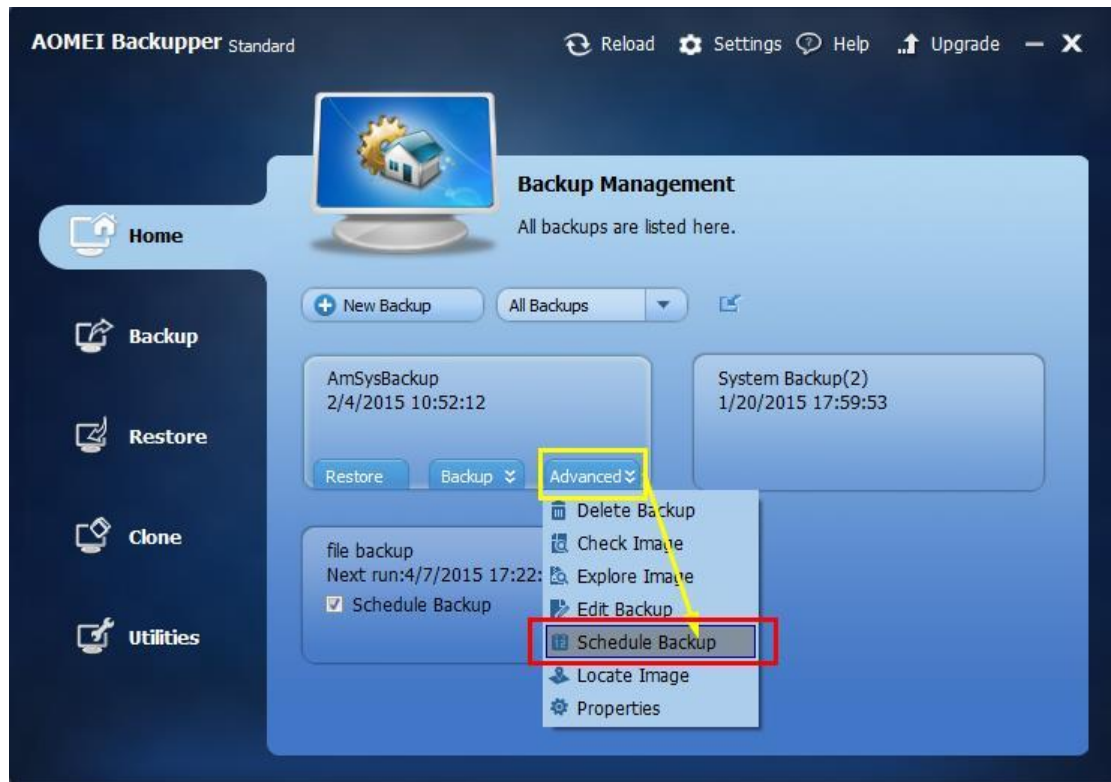 AOMEI Backupper Standard
Reload Settings Help Upgrade
Backup Management
All backups are listed here.
Home
New Backup All Backups
Backup
AmSysBackup
2/4/2015 10:52:12
System Backup(2)
1/20/2015 17:59:53
Restore
Restore Backup Advanced
Delete Backup
Check Image
Explore Image
Edit Backup
Schedule Backup
Locate Image
Properties
Clone
file backup
Next run:4/7/2015 17:22:
Schedule Backup
Utilities